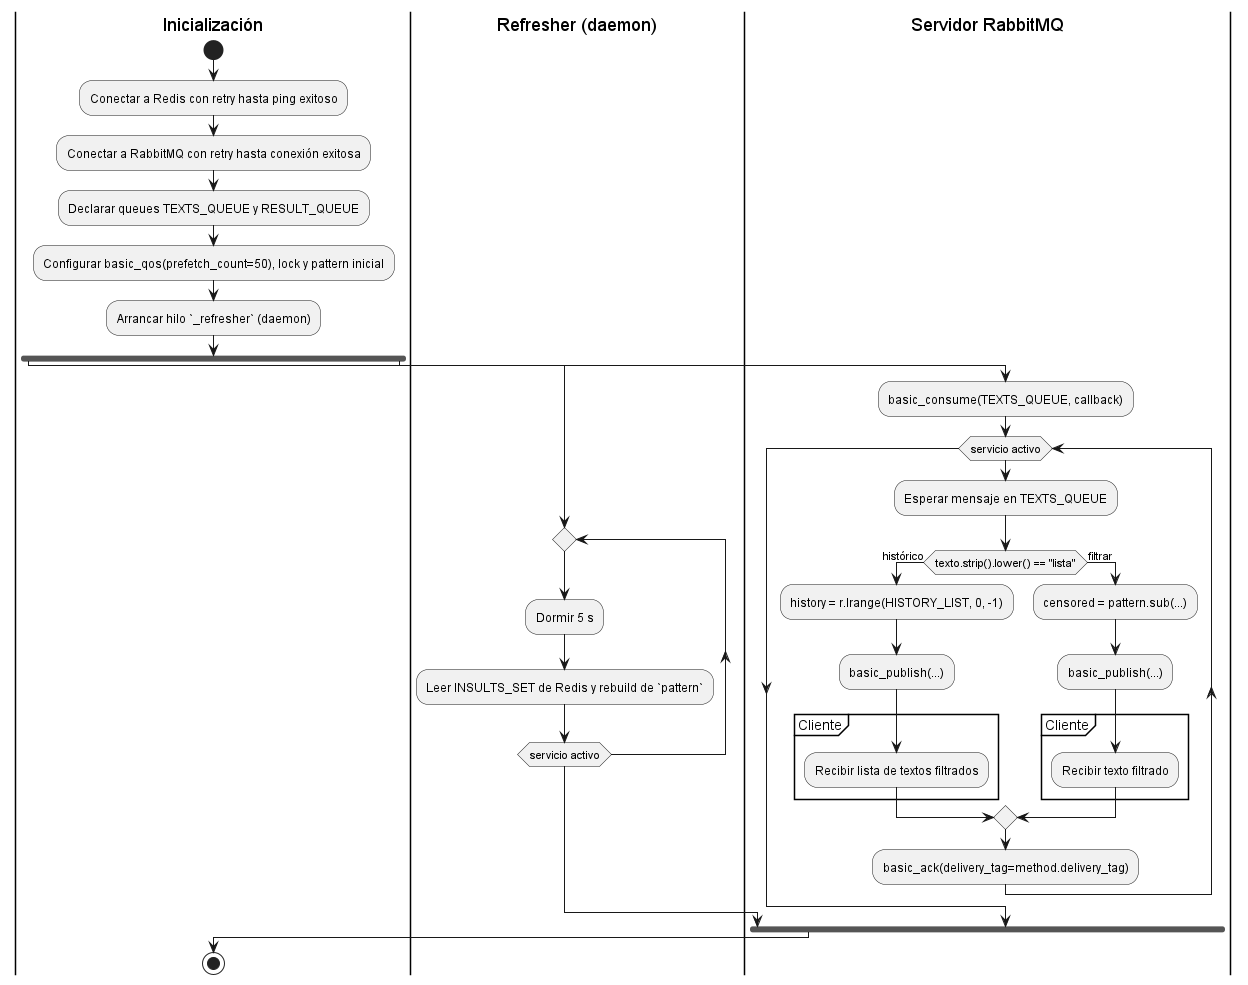 Inicialización
Refresher (daemon)
Servidor RabbitMQ
Conectar a Redis con retry hasta ping exitoso
Conectar a RabbitMQ con retry hasta conexión exitosa
Declarar queues TEXTS_QUEUE y RESULT_QUEUE
Configurar basic_qos(prefetch_count=50), lock y pattern inicial
Arrancar hilo `_refresher` (daemon)
Dormir 5 s
Leer INSULTS_SET de Redis y rebuild de `pattern`
servicio activo
basic_consume(TEXTS_QUEUE, callback)
servicio activo
Esperar mensaje en TEXTS_QUEUE
texto.strip().lower() == "lista"
histórico
filtrar
history = r.lrange(HISTORY_LIST, 0, -1)
censored = pattern.sub(...)
basic_publish(...)
basic_publish(...)
Cliente
Recibir lista de textos filtrados
Cliente
Recibir texto filtrado
basic_ack(delivery_tag=method.delivery_tag)